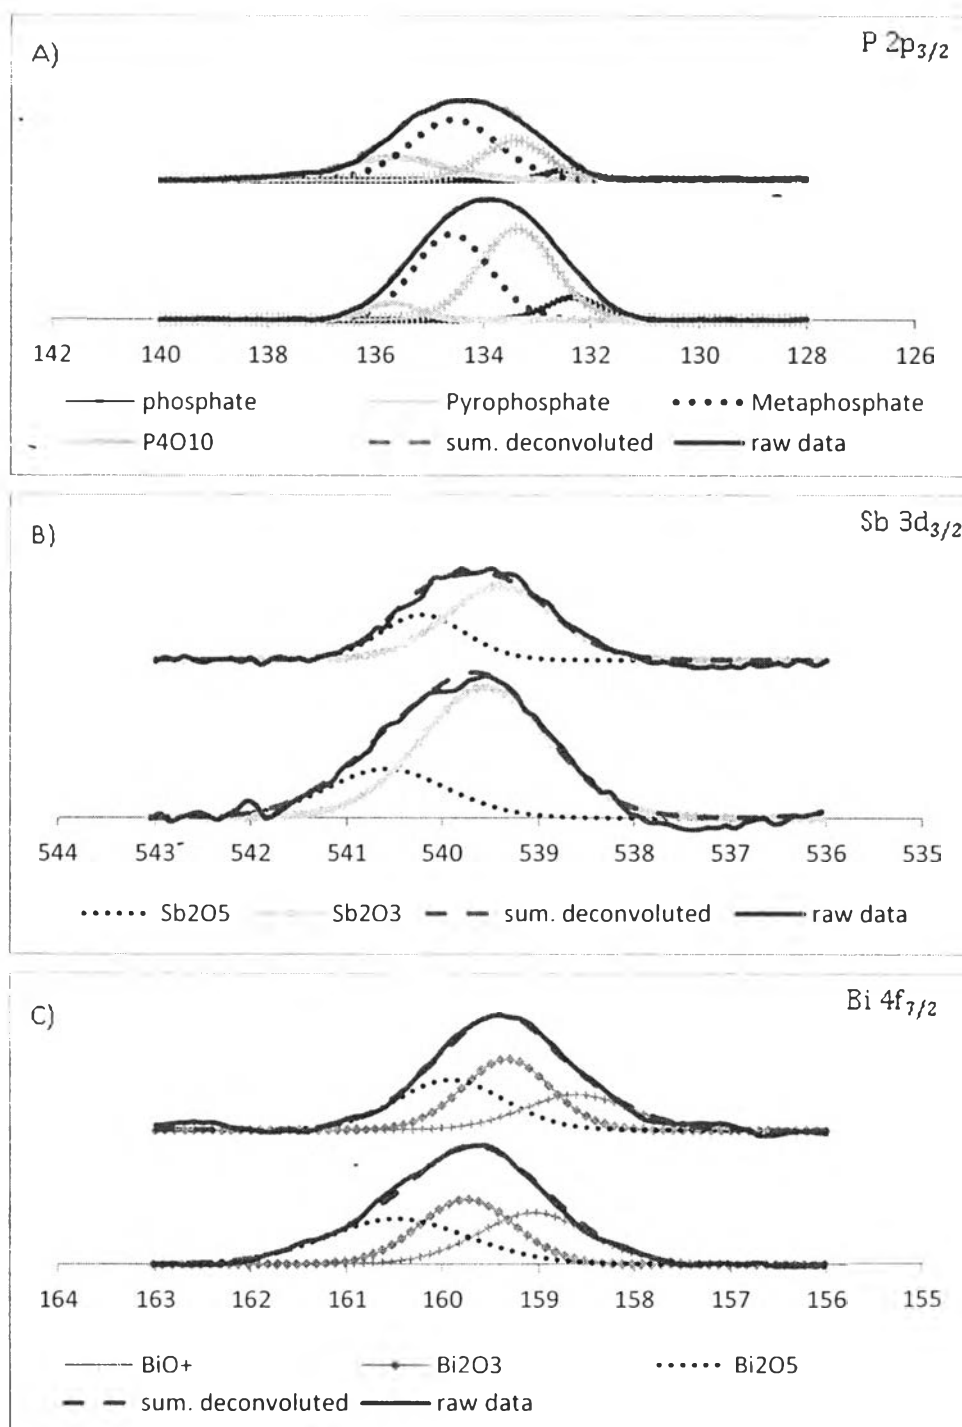 A)
P 2p3/2
142 140 138 136 134 132 130 128 126
phosphate Pyrophosphate Metaphosphate
P4O10 sum. deconvoluted raw data
B)
Sb 3d3/2
544 543 542 541 540 539 538 537 536 535
Sb2O5 Sb2O3 sum. deconvoluted raw data
C)
Bi 4f7/2
164 163 162 161 160 159 158 157 156 155
BiO+ Bi2O3 Bi2O5
sum. deconvoluted raw data